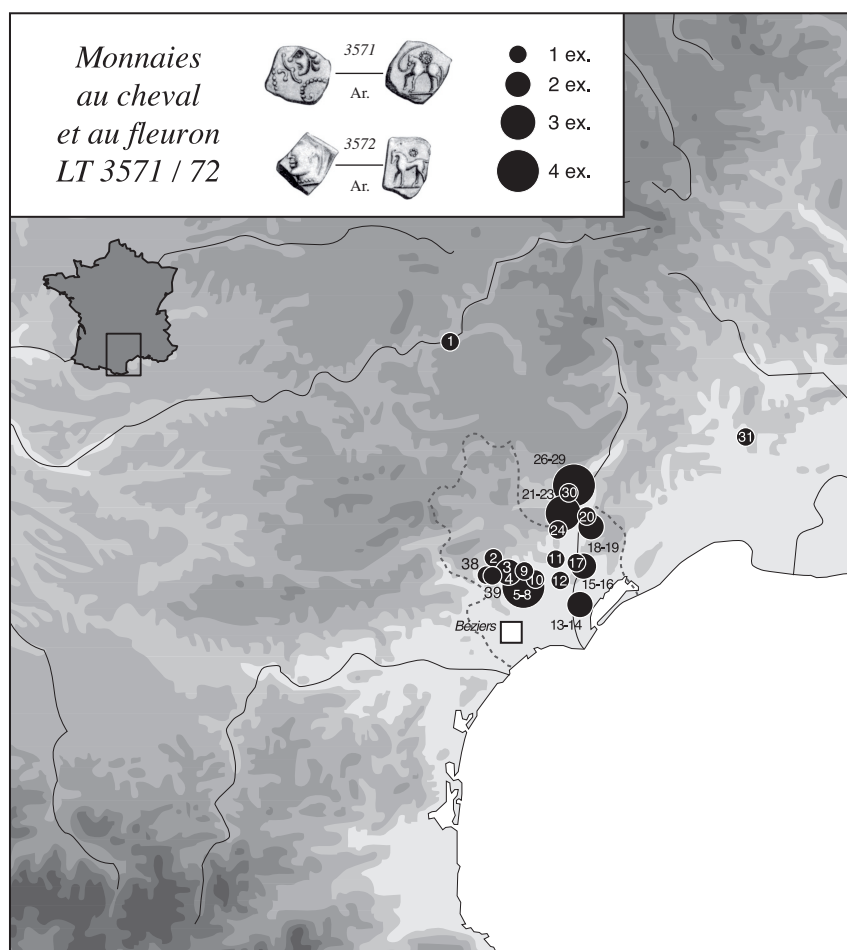 Monnaies
au cheval
et au fleuron
LT 3571 / 72
3571
Ar.
3572
Ar.
1 ex.
2 ex.
3 ex.
4 ex.
1
31
26-29
30
21-23
20
24
18-19
2
11
17
38
3
9
4
10
12
15-16
39
5-8
13-14
Béziers